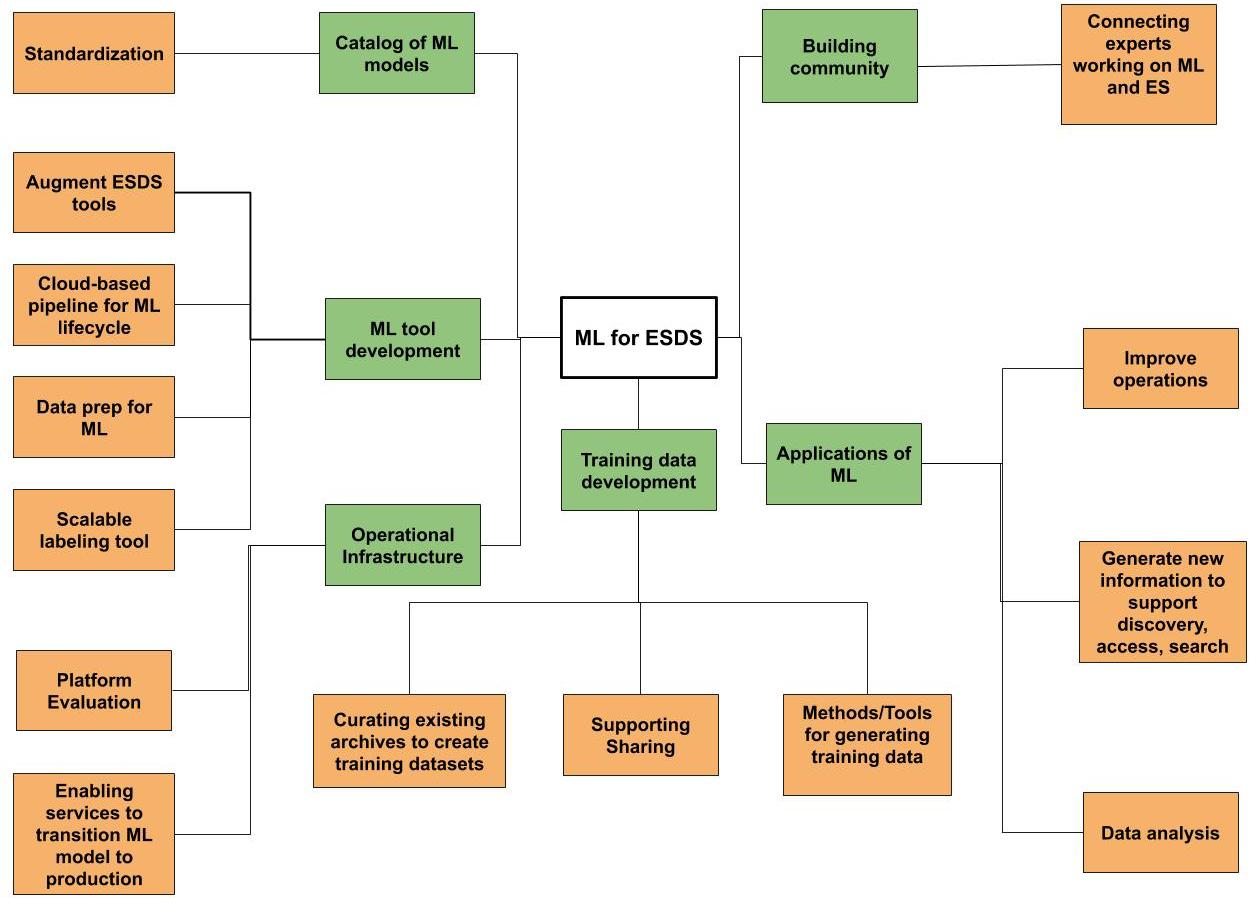 Standardization
Catalog of ML
models
Building
community
Connecting
experts
working on ML
and ES
Augment ESDS
tools
Cloud-based
pipeline for ML
lifecycle
Data prep for
ML
Scalable
labeling tool
ML tool
development
Operational
Infrastructure
Platform
Evaluation
Enabling
services to
transition ML
model to
production
ML for ESDS
Training data
development
Curating existing
archives to create
training datasets
Supporting
Sharing
Methods/Tools
for generating
training data
Applications of
ML
Improve
operations
Generate new
information to
support
discovery,
access, search
Data analysis